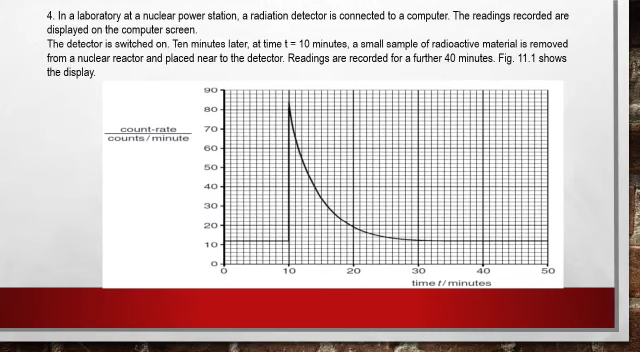 4. In a laboratory at a nuclear power station, a radiation detector is connected to a computer. The readings recorded are
displayed on the computer screen.
The detector is switched on. Ten minutes later, at time t = 10 minutes, a small sample of radioactive material is removed
from a nuclear reactor and placed near to the detector. Readings are recorded for a further 40 minutes. Fig. 11.1 shows
the display.
90
80
70
60
50
40
30
20
10
0
count-rate
counts/minute
0 10 20 30 40 50
time t/minutes